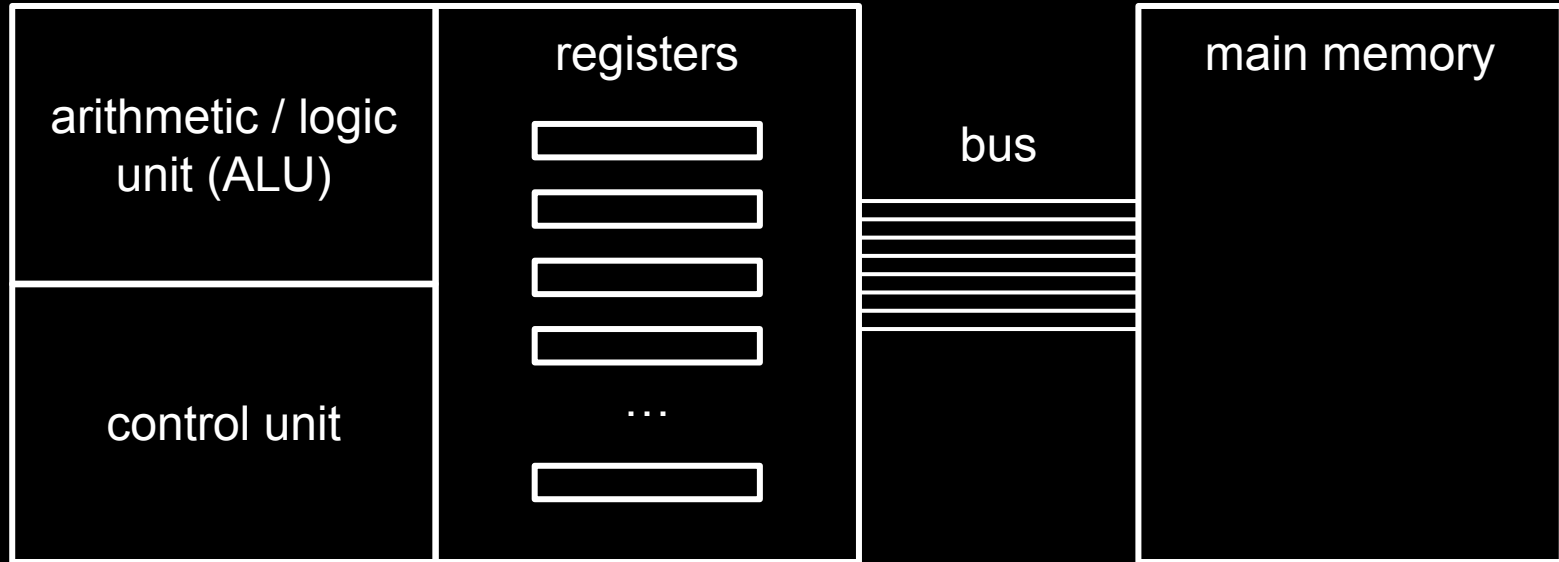 arithmetic / logic
unit (ALU)
control unit
registers
…
bus
main memory